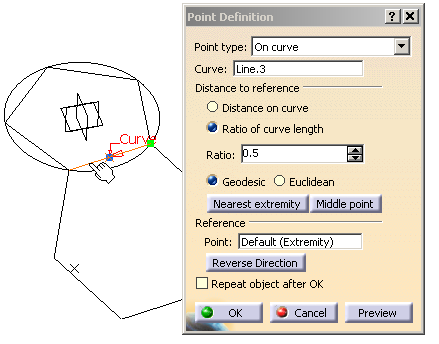 Point Definition
Point type: On curve
Curve: Line.3
Distance to reference
Distance on curve
Ratio of curve length
Ratio: 0.5
Geodesic Euclidean
Nearest extremity Middle point
Reference
Point: Default (Extremity)
Reverse Direction
Repeat object after OK
OK Cancel Preview
Curve